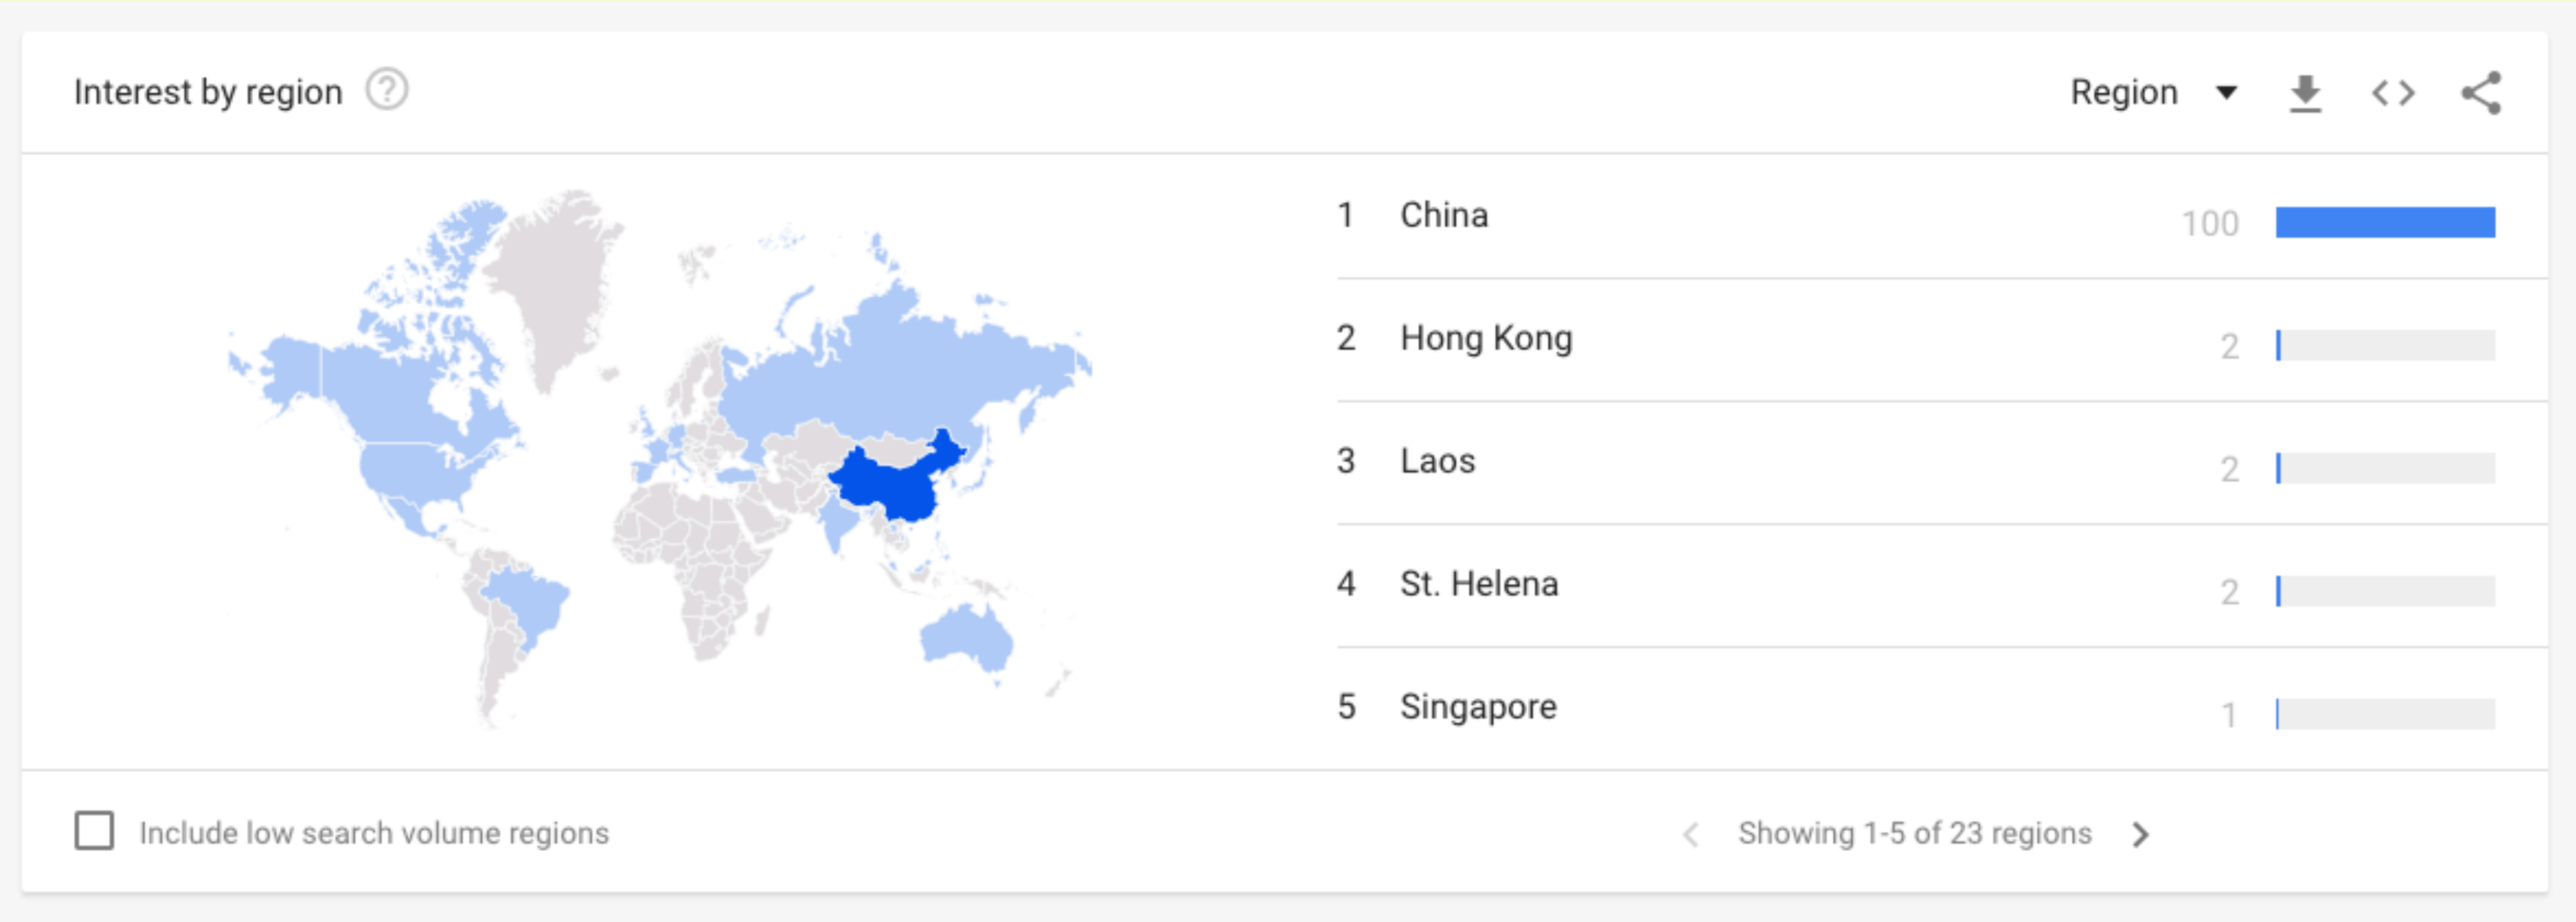 Interest by region
Region
1 China 100
2 Hong Kong 2
3 Laos 2
4 St. Helena 2
5 Singapore 1
Include low search volume regions
Showing 1-5 of 23 regions